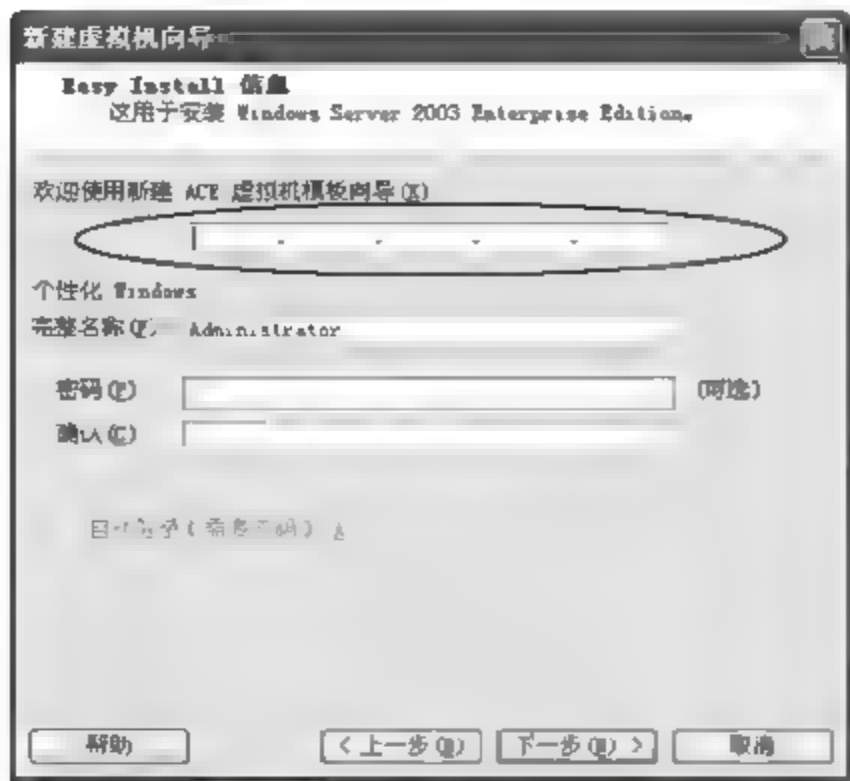 新建虚拟机向导
Easy Install 信息
这用于安装 Windows Server 2003 Enterprise Edition。
欢迎使用新建 ACE 虚拟机模板向导(X)
个性化 Windows
完整名称(F) Administrator
密码(P) (可选)
确认(C)
帮助 < 上一步(B) 下一步(N) > 取消